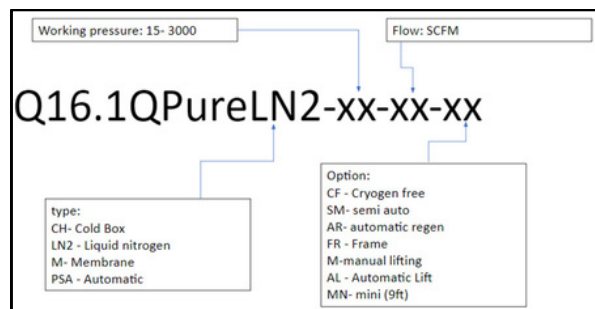 Working pressure: 15- 3000
Flow: SCFM
Q16.1QPureLN2-xx-xx-xx
type:
CH- Cold Box
LN2 - Liquid nitrogen
M- Membrane
PSA - Automatic
Option:
CF - Cryogen free
SM- semi auto
AR- automatic regen
FR - Frame
M-manual lifting
AL - Automatic Lift
MN- mini (9ft)